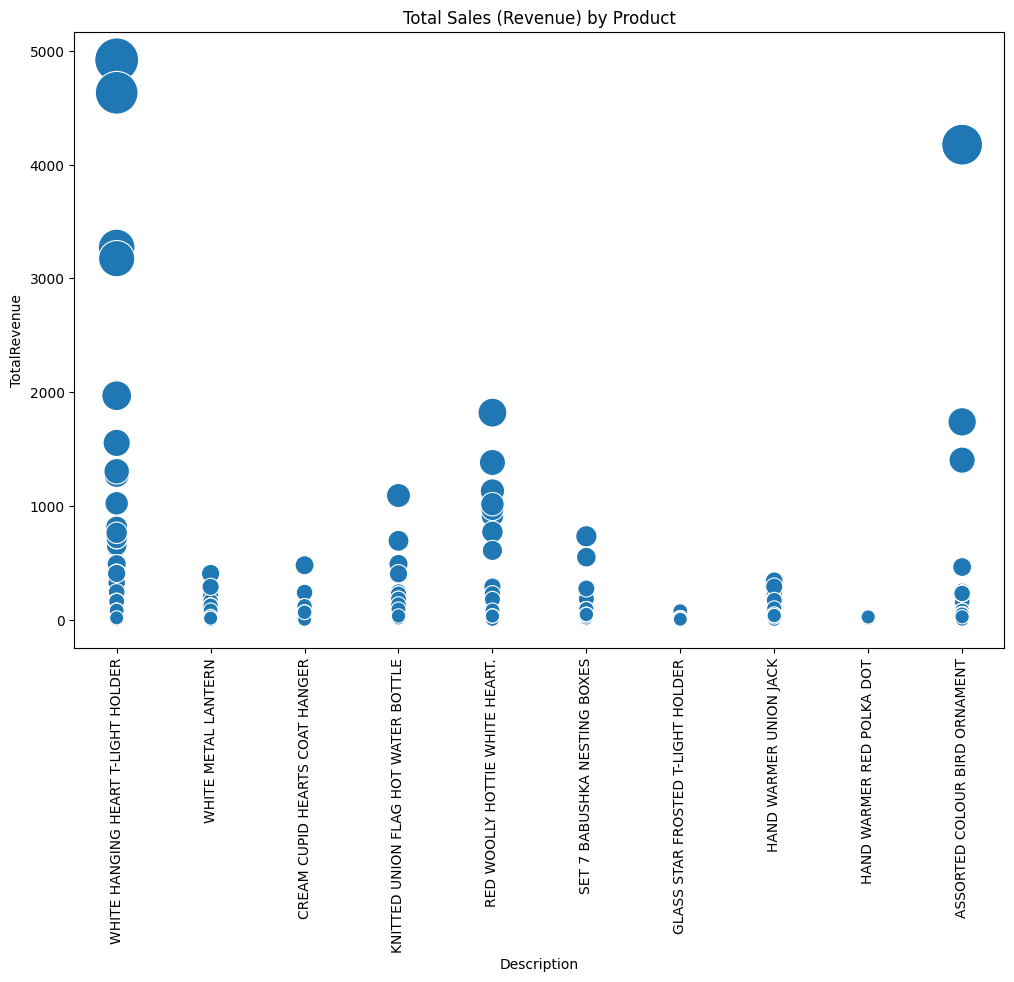 Total Sales (Revenue) by Product
5000
4000
3000
2000
1000
0
TotalRevenue
WHITE HANGING HEART T-LIGHT HOLDER
WHITE METAL LANTERN
CREAM CUPID HEARTS COAT HANGER
KNITTED UNION FLAG HOT WATER BOTTLE
RED WOOLLY HOTTIE WHITE HEART.
SET 7 BABUSHKA NESTING BOXES
GLASS STAR FROSTED T-LIGHT HOLDER
HAND WARMER UNION JACK
HAND WARMER RED POLKA DOT
ASSORTED COLOUR BIRD ORNAMENT
Description